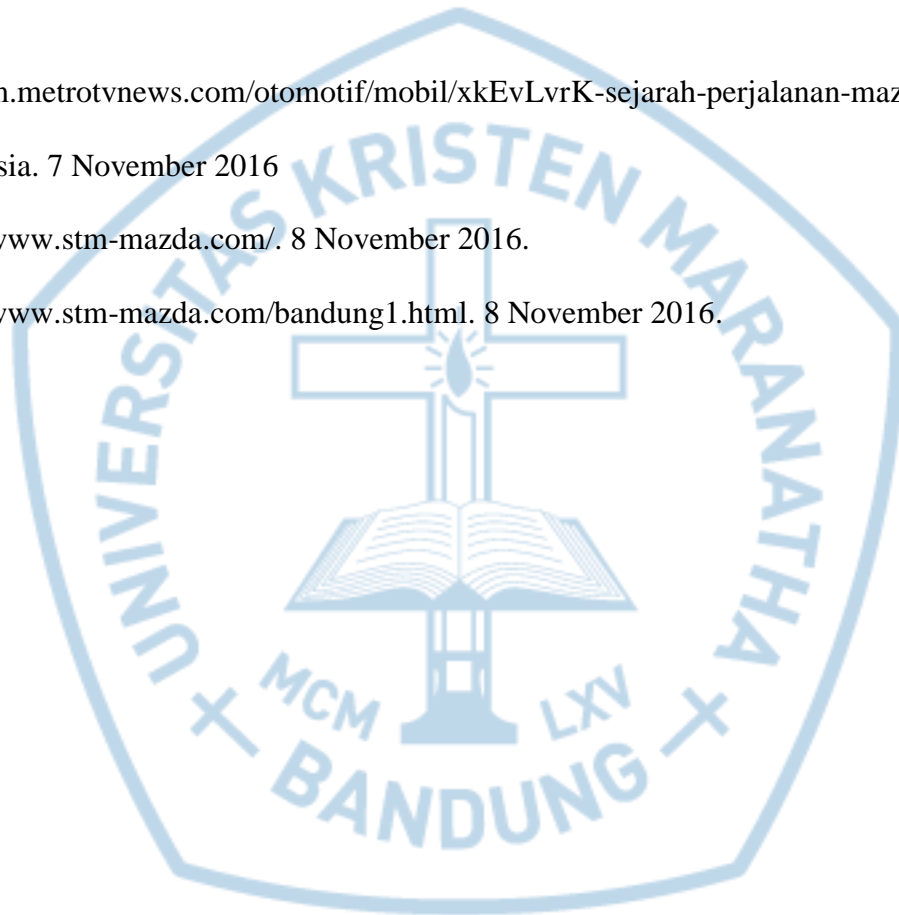 n.metrotvnews.com/otomotif/mobil/xkEvLvrK-sejarah-perjalanan-maz
sia. 7 November 2016
www.stm-mazda.com/. 8 November 2016.
www.stm-mazda.com/bandung1.html. 8 November 2016.
UNIVERSITAS KRISTEN MARANATHA
MCM LXV
BANDUNG